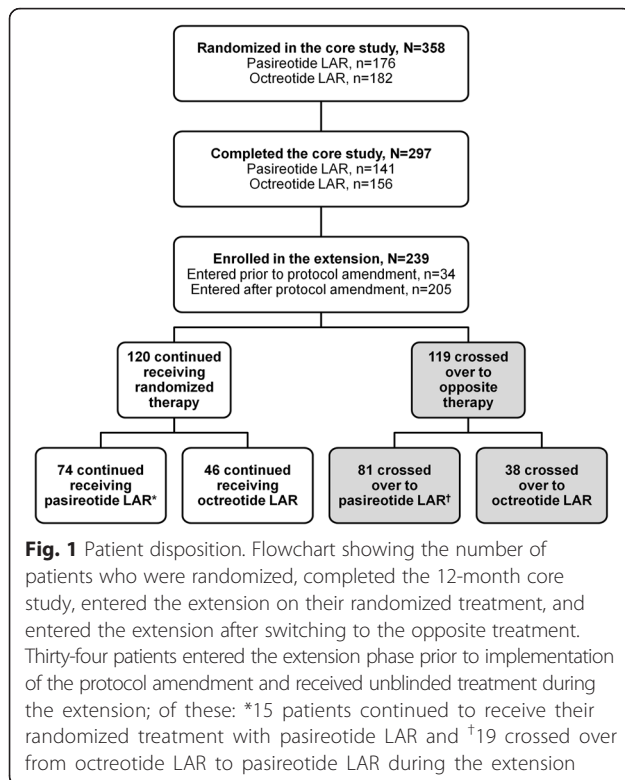 Randomized in the core study, N=358
Pasireotide LAR, n=176
Octreotide LAR, n=182
Completed the core study, N=297
Pasireotide LAR, n=141
Octreotide LAR, n=156
Enrolled in the extension, N=239
Entered prior to protocol amendment, n=34
Entered after protocol amendment, n=205
120 continued
receiving
randomized
therapy
119 crossed
over to
opposite
therapy
74 continued
receiving
pasireotide LAR*
46 continued
receiving
octreotide LAR
81 crossed
over to
pasireotide LAR†
38 crossed
over to
octreotide LAR
Fig. 1 Patient disposition. Flowchart showing the number of
patients who were randomized, completed the 12-month core
study, entered the extension on their randomized treatment, and
entered the extension after switching to the opposite treatment.
Thirty-four patients entered the extension phase prior to implementation
of the protocol amendment and received unblinded treatment during
the extension; of these: *15 patients continued to receive their
randomized treatment with pasireotide LAR and †19 crossed over
from octreotide LAR to pasireotide LAR during the extension